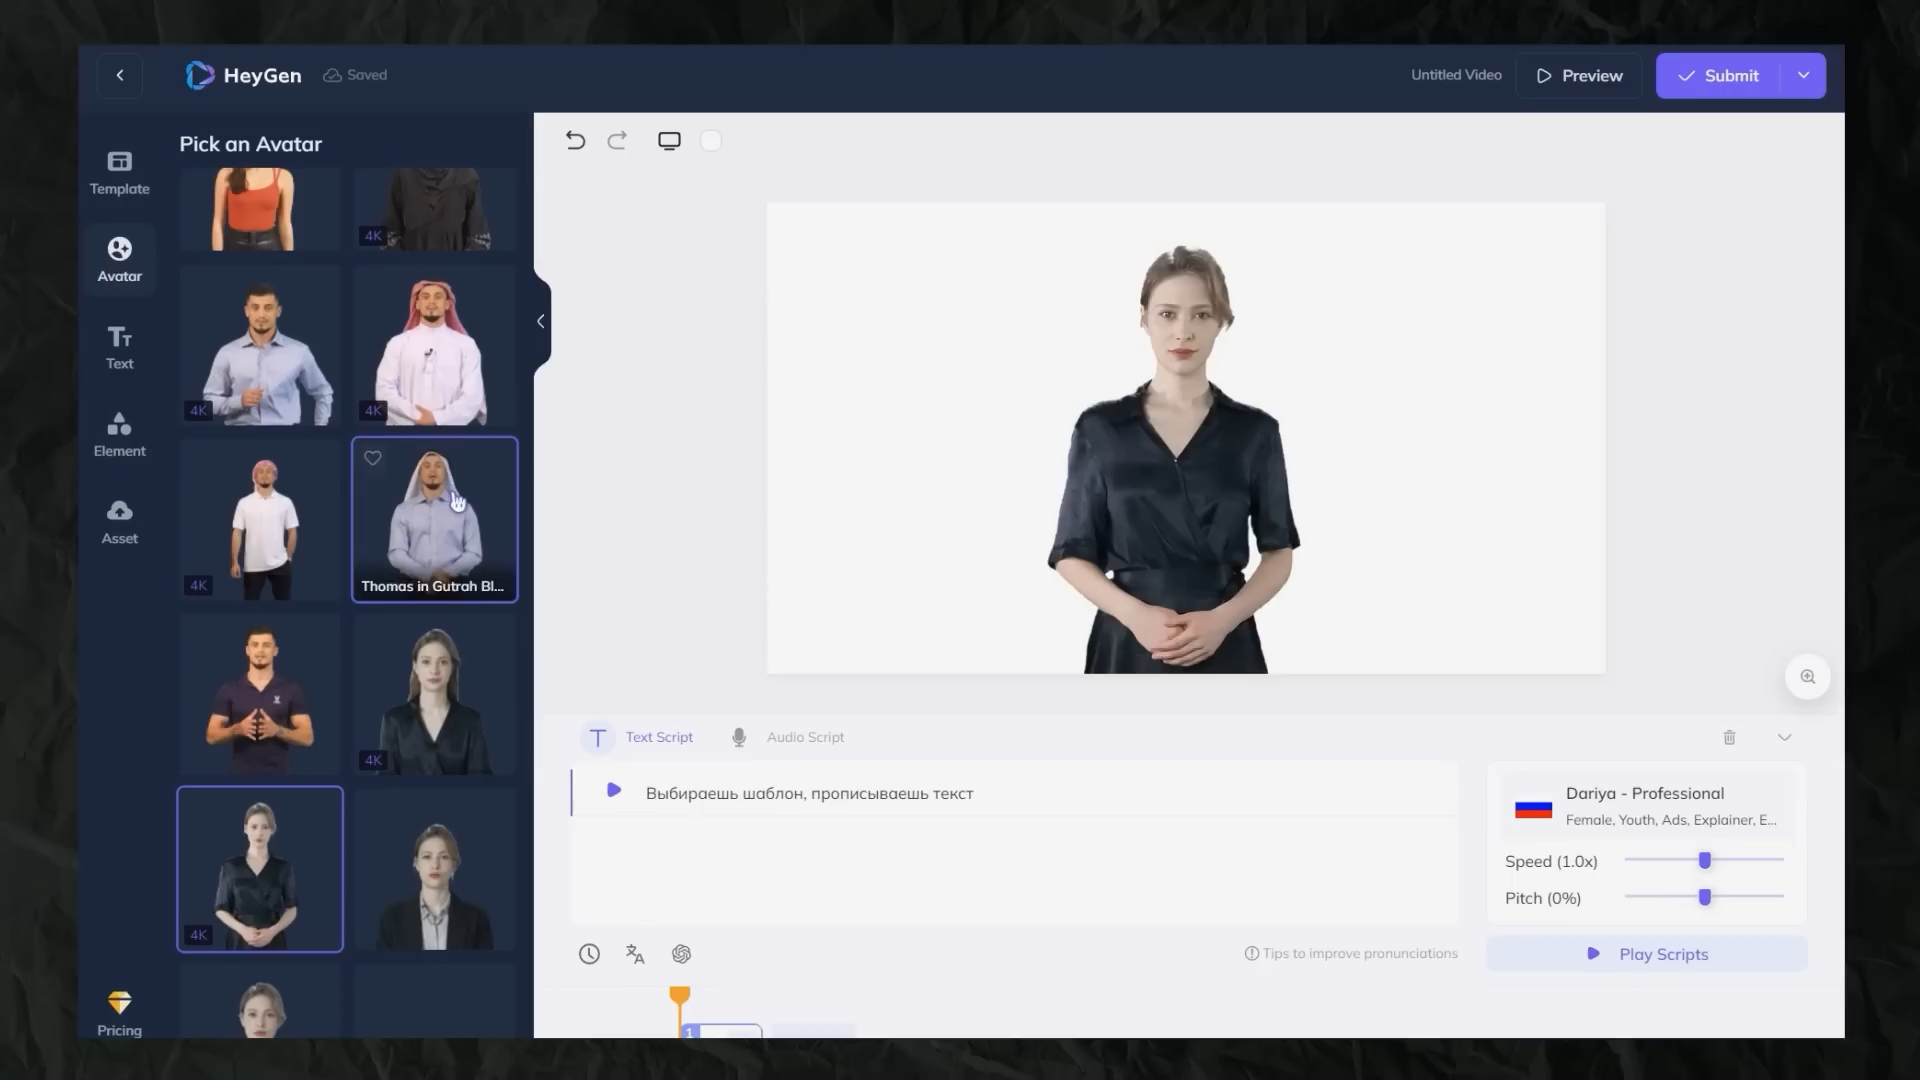 HeyGen
Saved
Untitled Video
Preview
Submit
Template
Avatar
Text
Element
Asset
Pricing
Pick an Avatar
4K
4K
4K
4K
Thomas in Gutrah Bl...
4K
4K
Text Script
Audio Script
Выбираешь шаблон, прописываешь текст
Dariya - Professional
Female, Youth, Ads, Explainer, E...
Speed (1.0x)
Pitch (0%)
Tips to improve pronunciations
Play Scripts
1